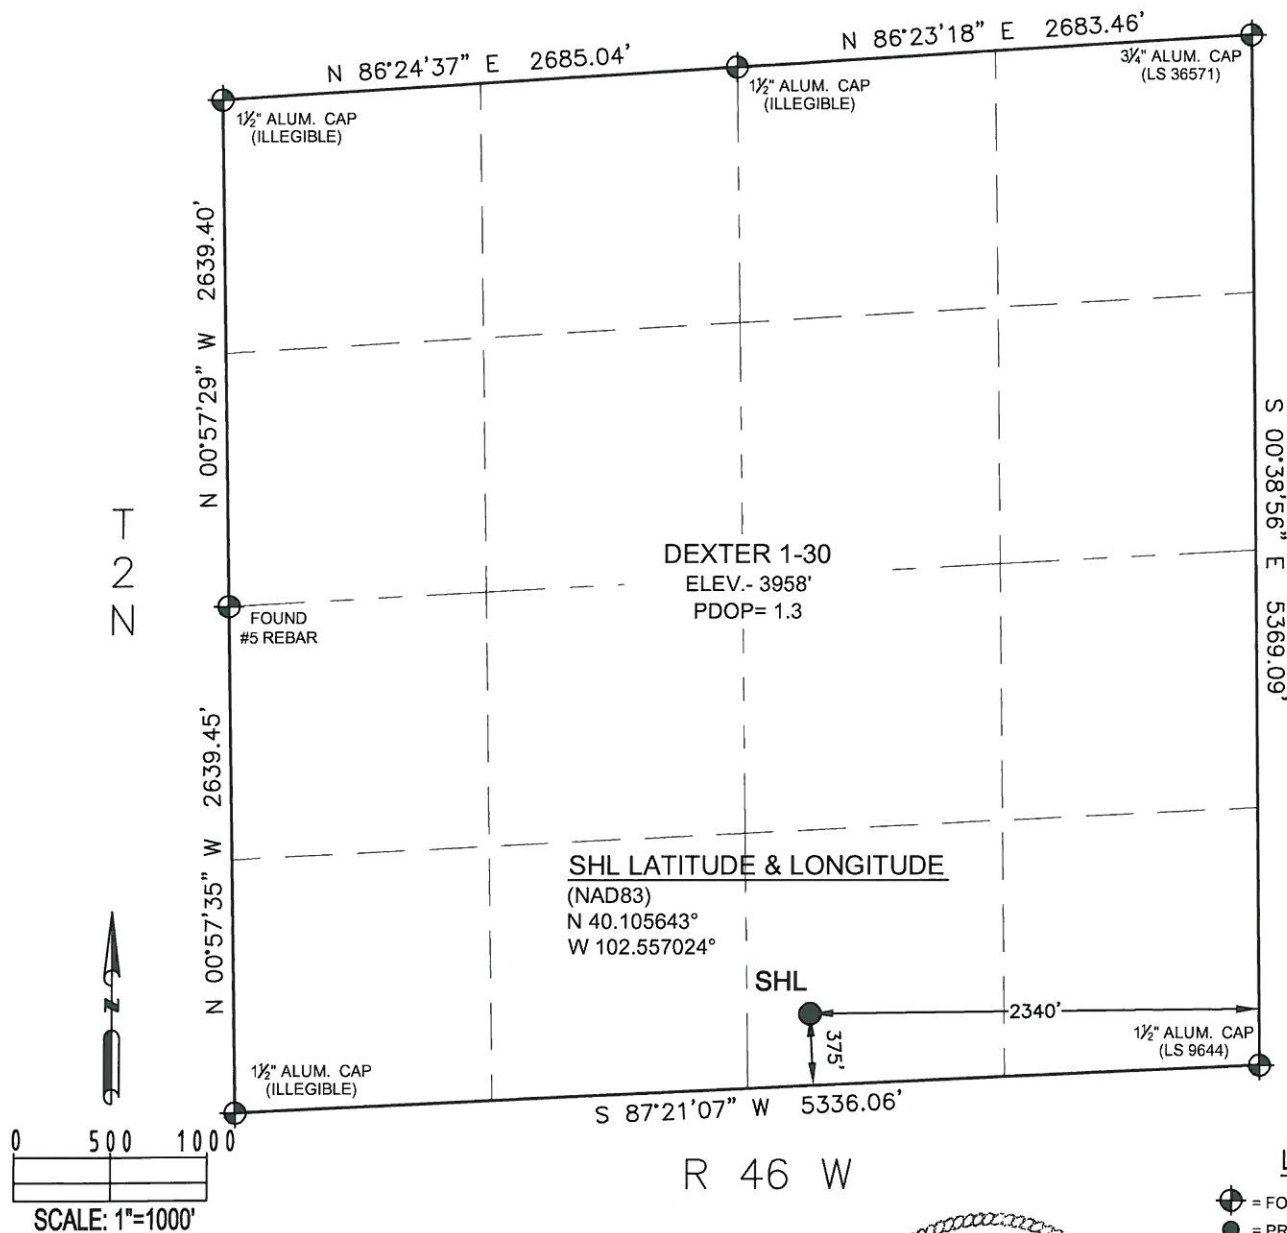 N 86°24'37" E 2685.04'
N 86°23'18" E 2683.46'
1½" ALUM. CAP
(ILLEGIBLE)
1½" ALUM. CAP
(ILLEGIBLE)
3¼" ALUM. CAP
(LS 36571)
N 00°57'29" W 2639.40'
S 00°38'56" E 5369.09'
T
2
N
DEXTER 1-30
ELEV.- 3958'
PDOP= 1.3
FOUND
#5 REBAR
N 00°57'35" W 2639.45'
SHL LATITUDE & LONGITUDE
(NAD83)
N 40.105643°
W 102.557024°
SHL
2340'
375'
1½" ALUM. CAP
(LS 9644)
1½" ALUM. CAP
(ILLEGIBLE)
N
S 87°21'07" W 5336.06'
0 500 1000
R 46 W
SCALE: 1"=1000'
= FO
= PR